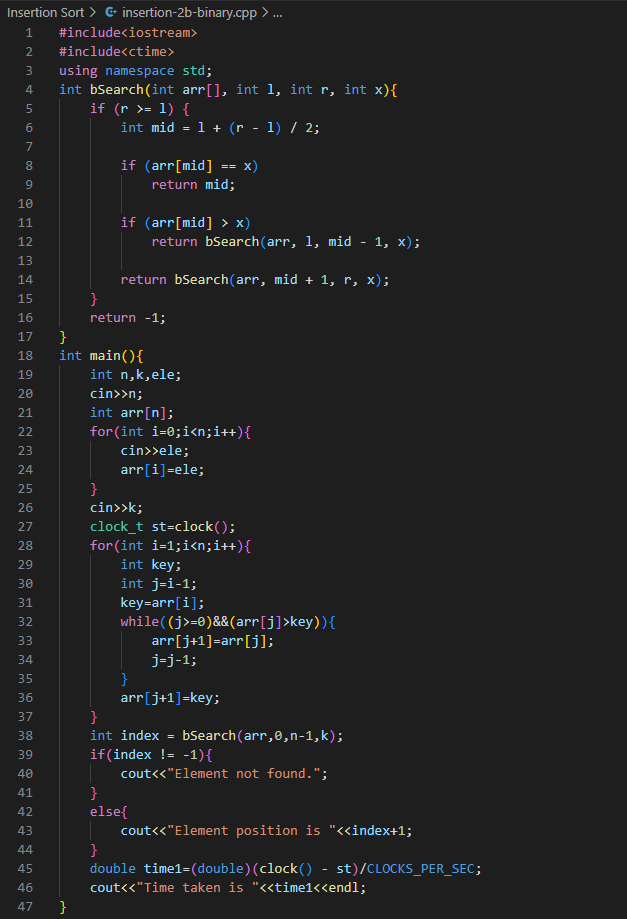 Insertion Sort > insertion-2b-binary.cpp > ...
1 #include<iostream>
2 #include<ctime>
3 using namespace std;
4 int bSearch(int arr[], int l, int r, int x){
5     if (r >= l) {
6         int mid = l + (r - l) / 2;
7
8         if (arr[mid] == x)
9             return mid;
10
11         if (arr[mid] > x)
12             return bSearch(arr, l, mid - 1, x);
13
14         return bSearch(arr, mid + 1, r, x);
15     }
16     return -1;
17 }
18 int main(){
19     int n,k,ele;
20     cin>>n;
21     int arr[n];
22     for(int i=0;i<n;i++){
23         cin>>ele;
24         arr[i]=ele;
25     }
26     cin>>k;
27     clock_t st=clock();
28     for(int i=1;i<n;i++){
29         int key;
30         int j=i-1;
31         key=arr[i];
32         while((j>=0)&&(arr[j]>key)){
33             arr[j+1]=arr[j];
34             j=j-1;
35         }
36         arr[j+1]=key;
37     }
38     int index = bSearch(arr,0,n-1,k);
39     if(index != -1){
40         cout<<"Element not found.";
41     }
42     else{
43         cout<<"Element position is "<<index+1;
44     }
45     double time1=(double)(clock() - st)/CLOCKS_PER_SEC;
46     cout<<"Time taken is "<<time1<<endl;
47 }